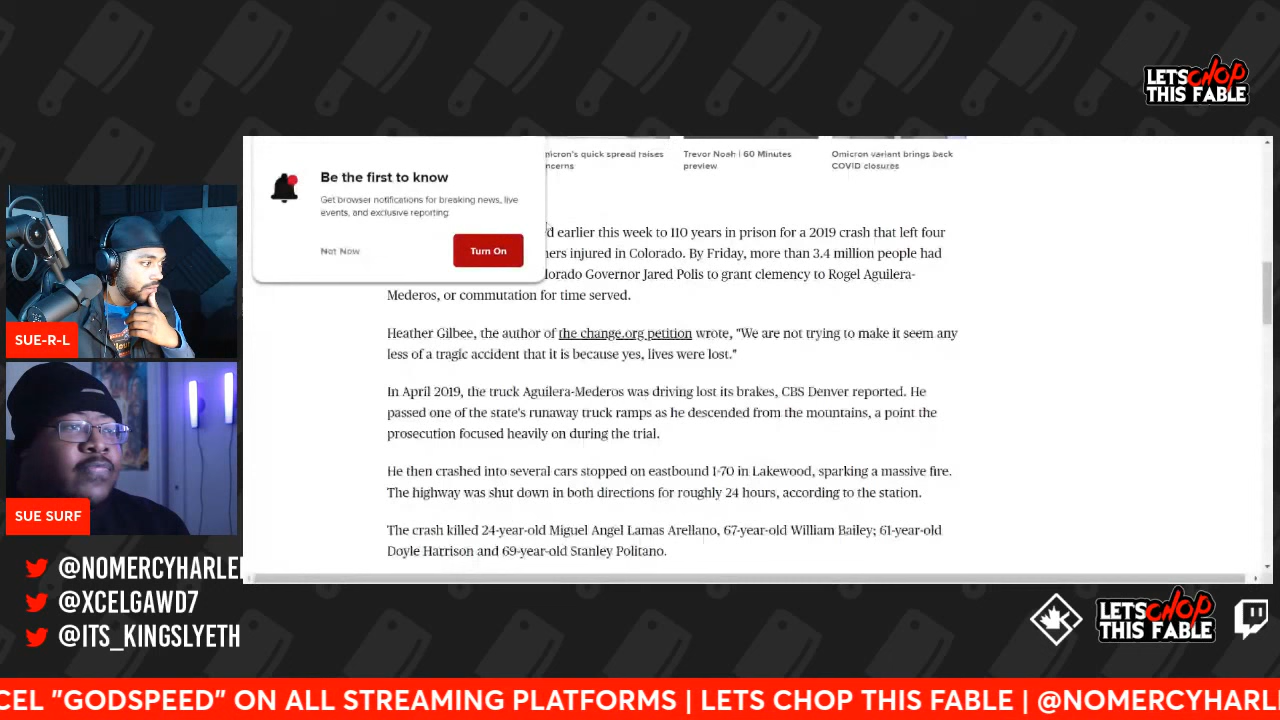 LETS CHOP
THIS FABLE
micron's quick spread raises
ncerns
Trevor Noah | 60 Minutes
preview
Omicron variant brings back
COVID closures
Be the first to know
Get browser notifications for breaking news, live
events, and exclusive reporting
Not Now
Turn On
d earlier this week to 110 years in prison for a 2019 crash that left four
ers injured in Colorado. By Friday, more than 3.4 million people had
lorado Governor Jared Polis to grant clemency to Rogel Aguilera-
Mederos, or commutation for time served.
Heather Gilbee, the author of the change.org petition wrote, "We are not trying to make it seem any
less of a tragic accident that it is because yes, lives were lost."
In April 2019, the truck Aguilera-Mederos was driving lost its brakes, CBS Denver reported. He
passed one of the state's runaway truck ramps as he descended from the mountains, a point the
prosecution focused heavily on during the trial.
He then crashed into several cars stopped on eastbound I-70 in Lakewood, sparking a massive fire.
The highway was shut down in both directions for roughly 24 hours, according to the station.
The crash killed 24-year-old Miguel Angel Lamas Arellano, 67-year-old William Bailey; 61-year-old
Doyle Harrison and 69-year-old Stanley Politano.
SUE-R-L
SUE SURF
@NOMERCYHARLE
@XCELGAWD7
@ITS_KINGSLYETH
LETS CHOP
THIS FABLE
CEL "GODSPEED" ON ALL STREAMING PLATFORMS | LETS CHOP THIS FABLE | @NOMERCYHARL